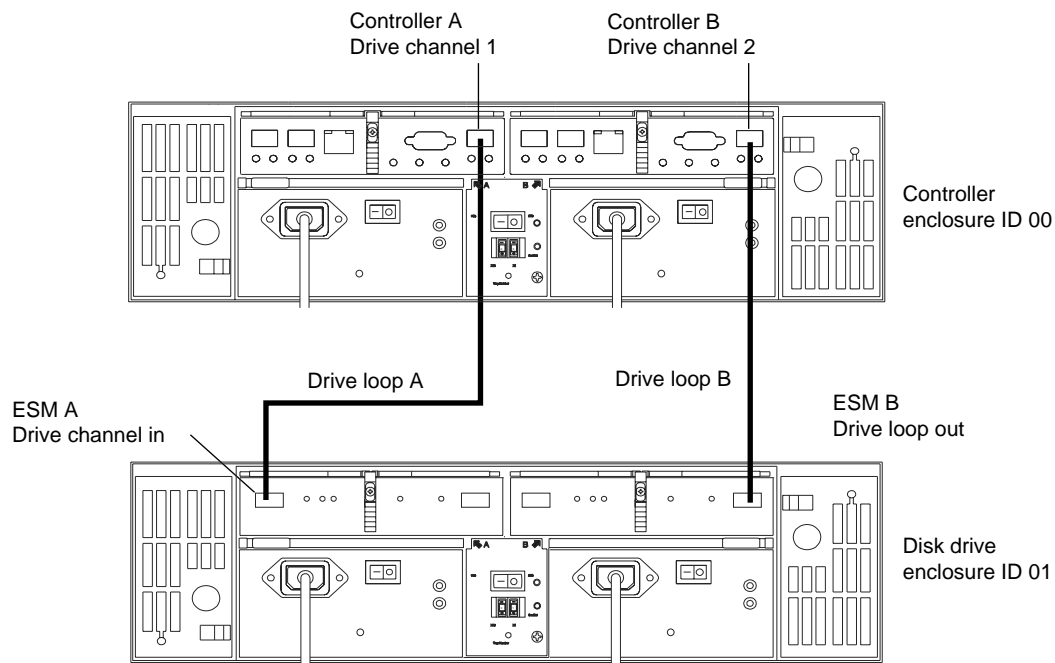 Controller A
Drive channel 1
Controller B
Drive channel 2
A B
Controller
enclosure ID 00
Drive loop A
Drive loop B
ESM A
Drive channel in
ESM B
Drive loop out
A B
Disk drive
enclosure ID 01